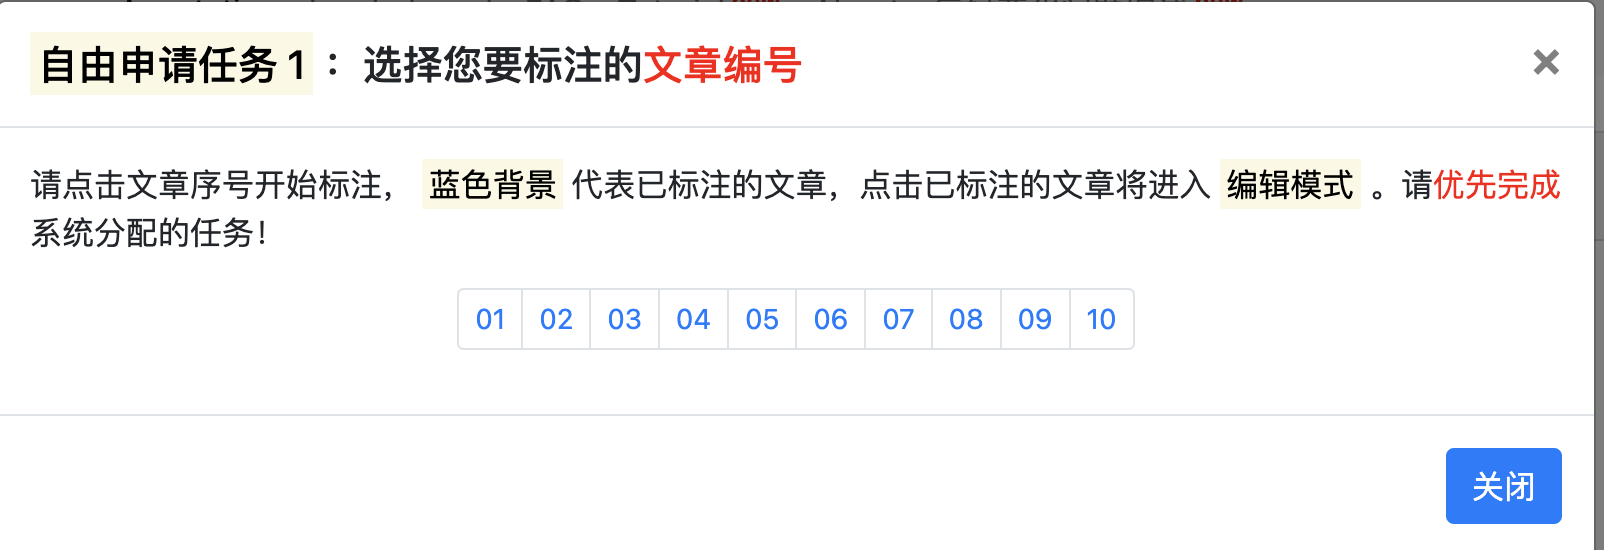 自由申请任务 1 ： 选择您要标注的文章编号
×
请点击文章序号开始标注， 蓝色背景 代表已标注的文章，点击已标注的文章将进入 编辑模式 。请优先完成
系统分配的任务！
01 02 03 04 05 06 07 08 09 10
关闭